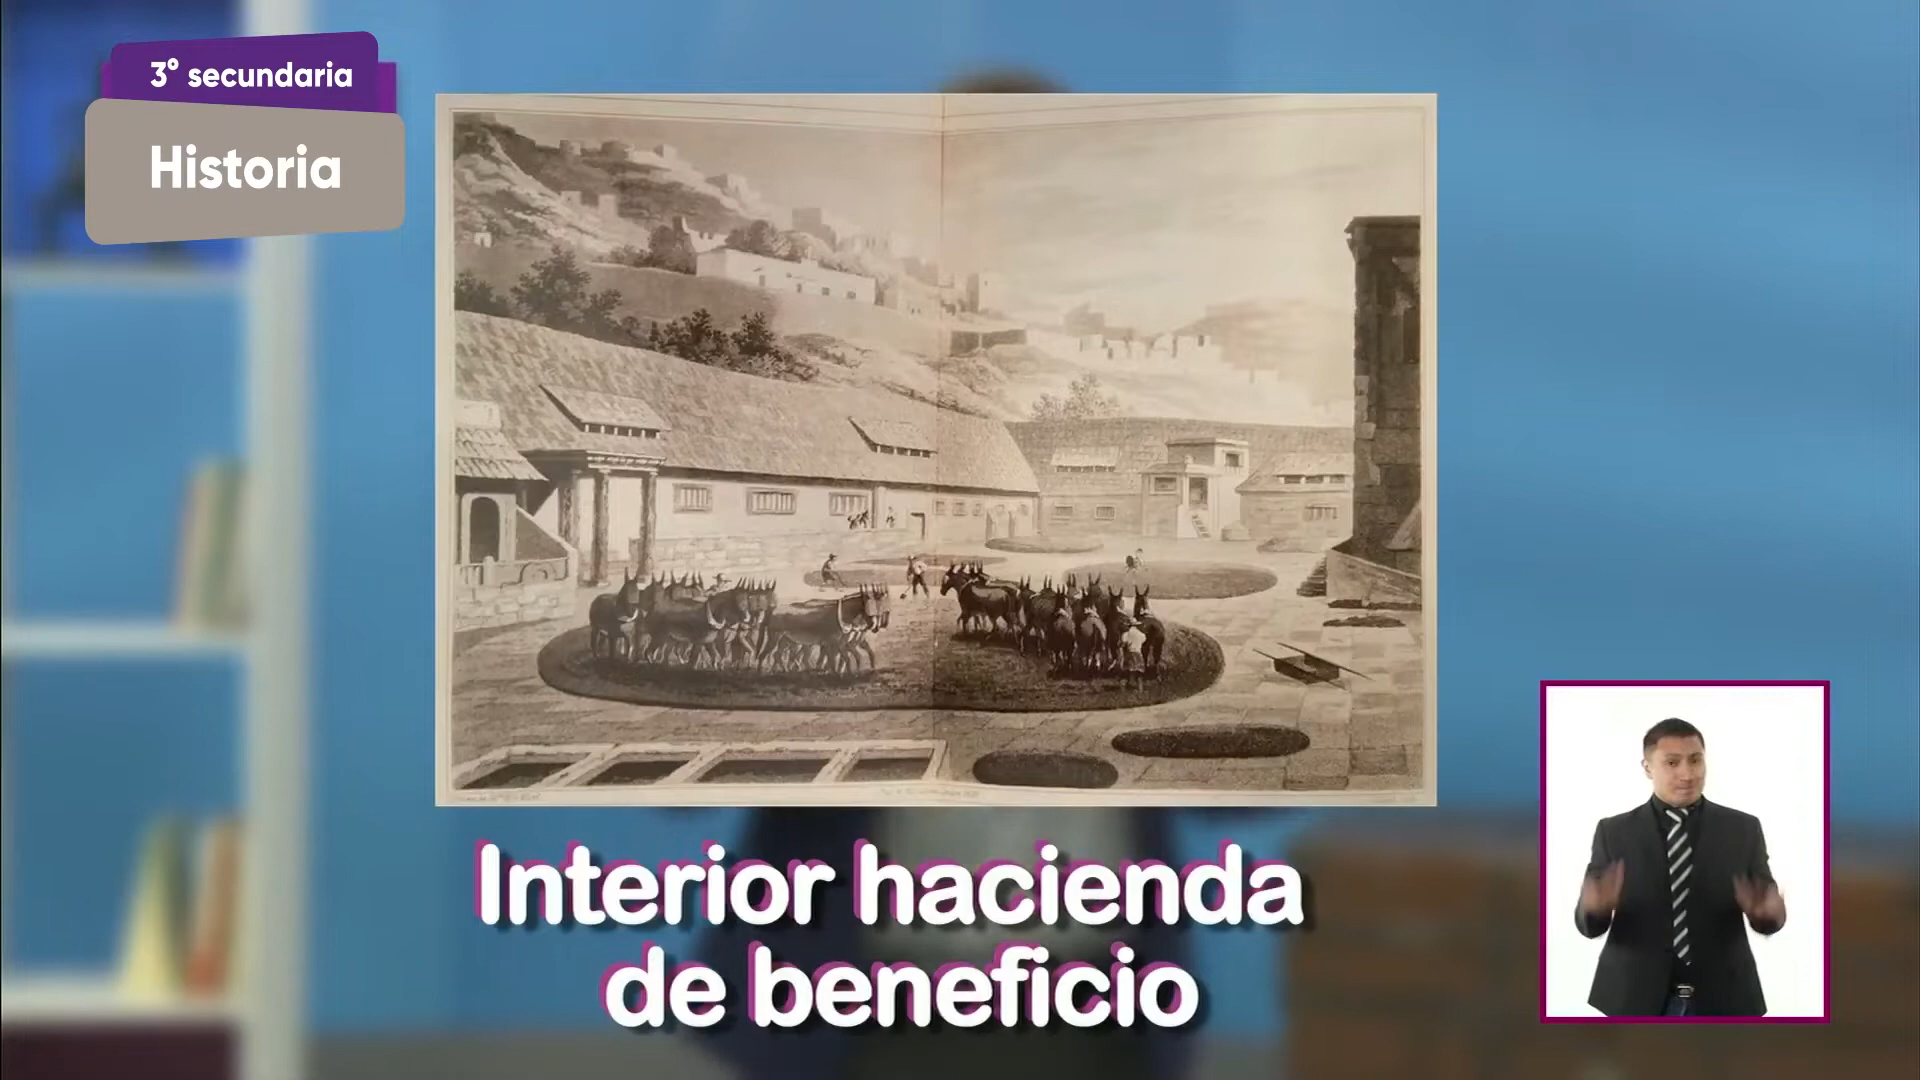 3° secundaria
Historia
Interior hacienda
de beneficio